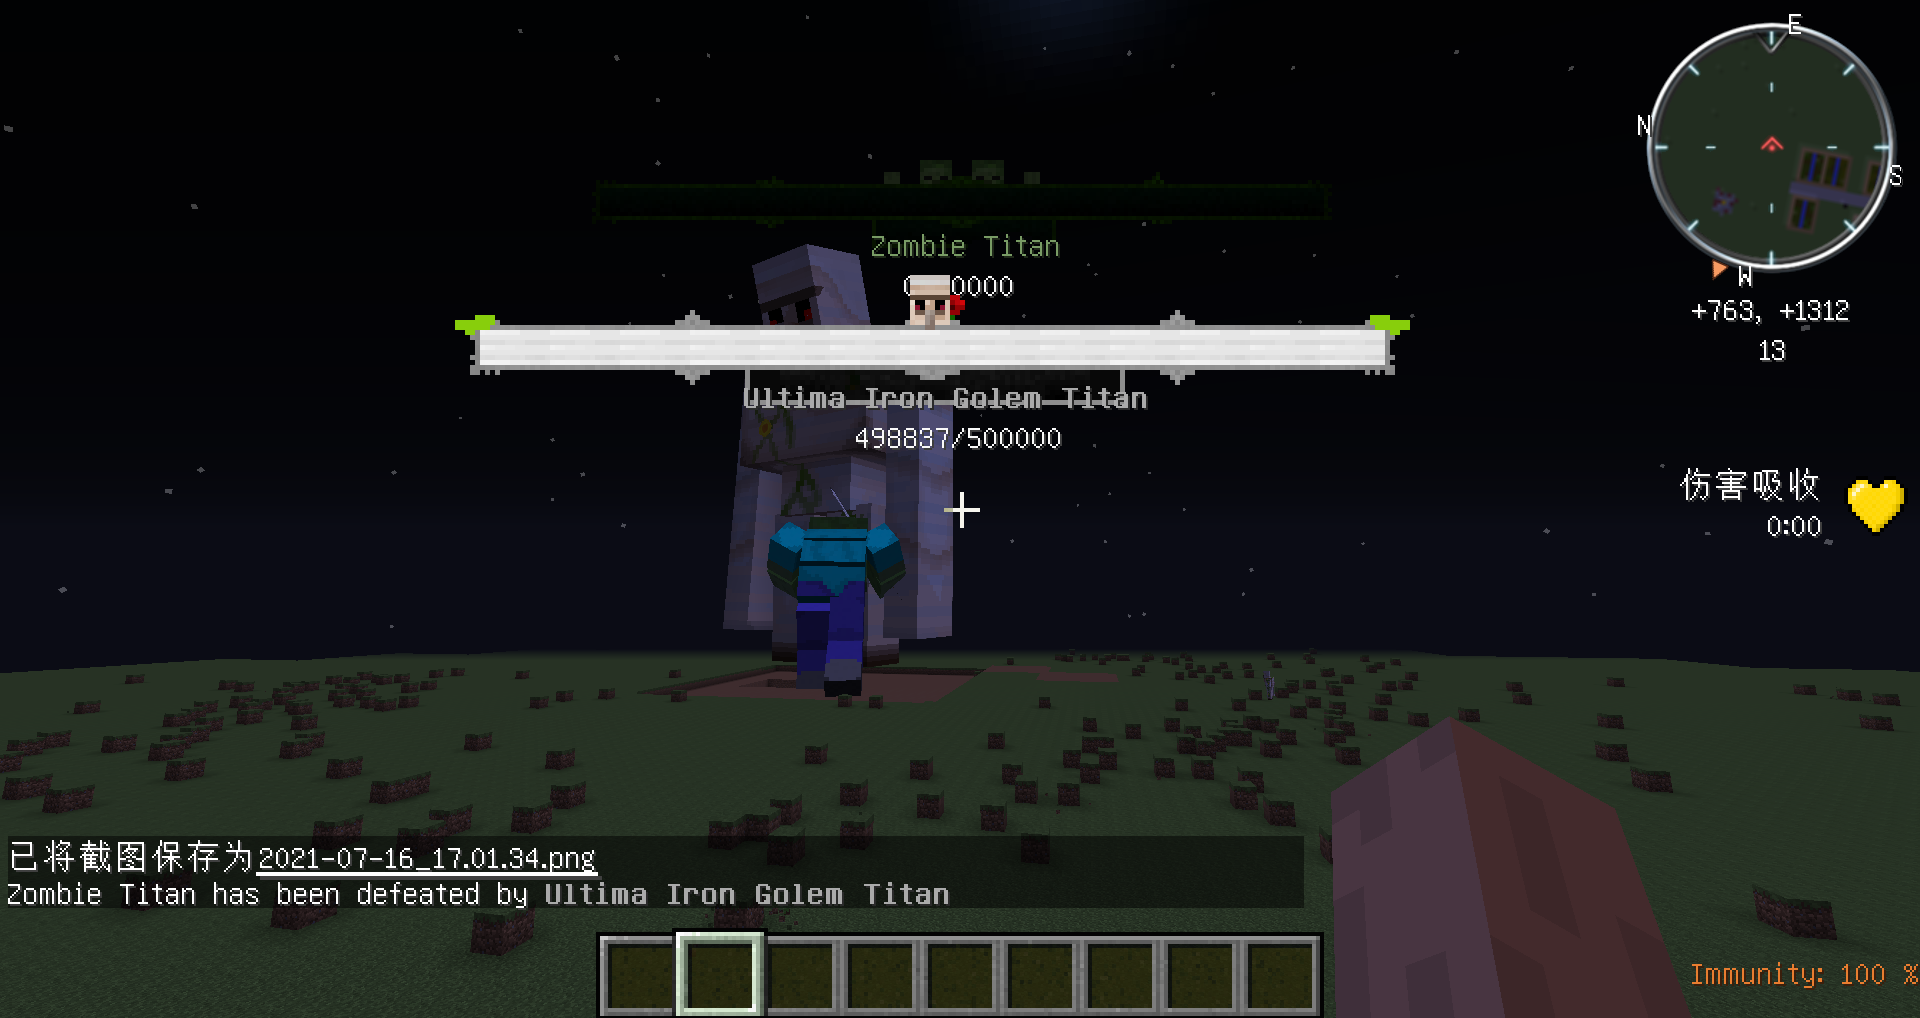 E
N
S
W
Zombie Titan
0000
+763, +1312
13
Ultima Iron Golem Titan
498837/500000
伤害吸收
0:00
已将截图保存为2021-07-16_17.01.34.png
Zombie Titan has been defeated by Ultima Iron Golem Titan
Immunity: 100 %